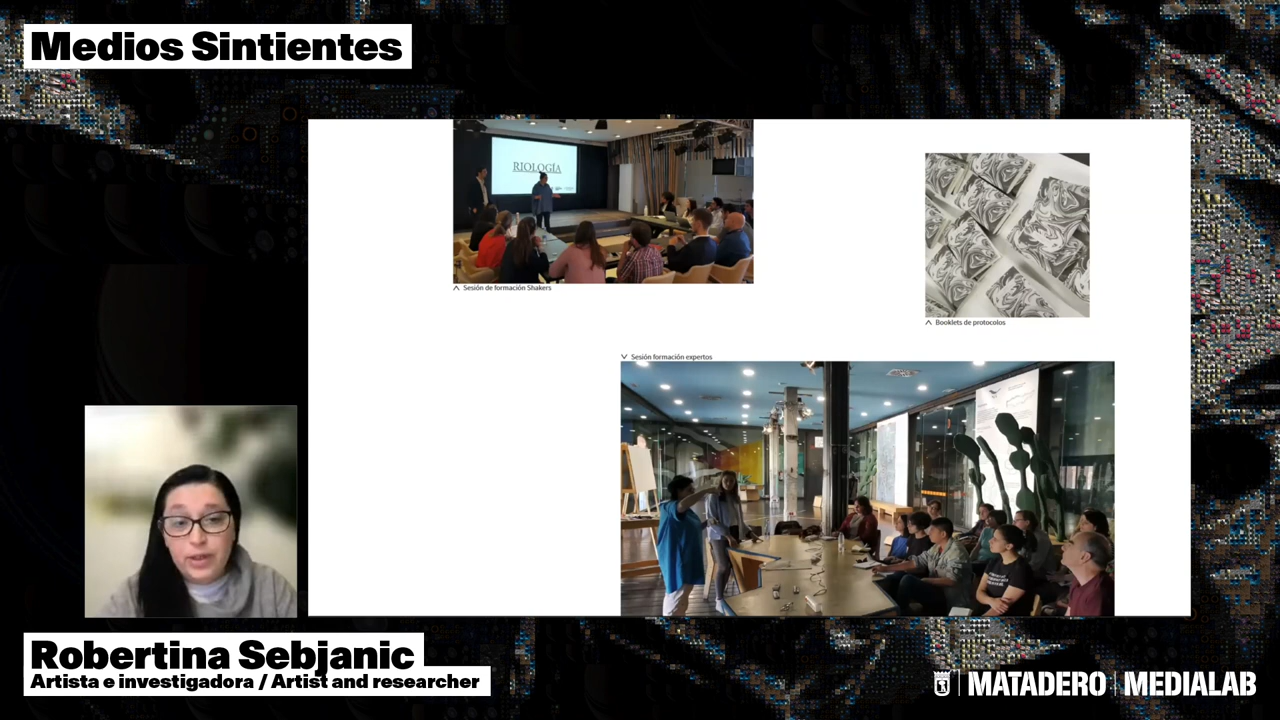 Medios Sintientes
RIOLOGÍA
Sesión de formación Shakers
Booklets de protocolos
Sesión formación expertos
Robertina Sebjanic
Artista e investigadora / Artist and researcher
MATADERO MEDIALAB